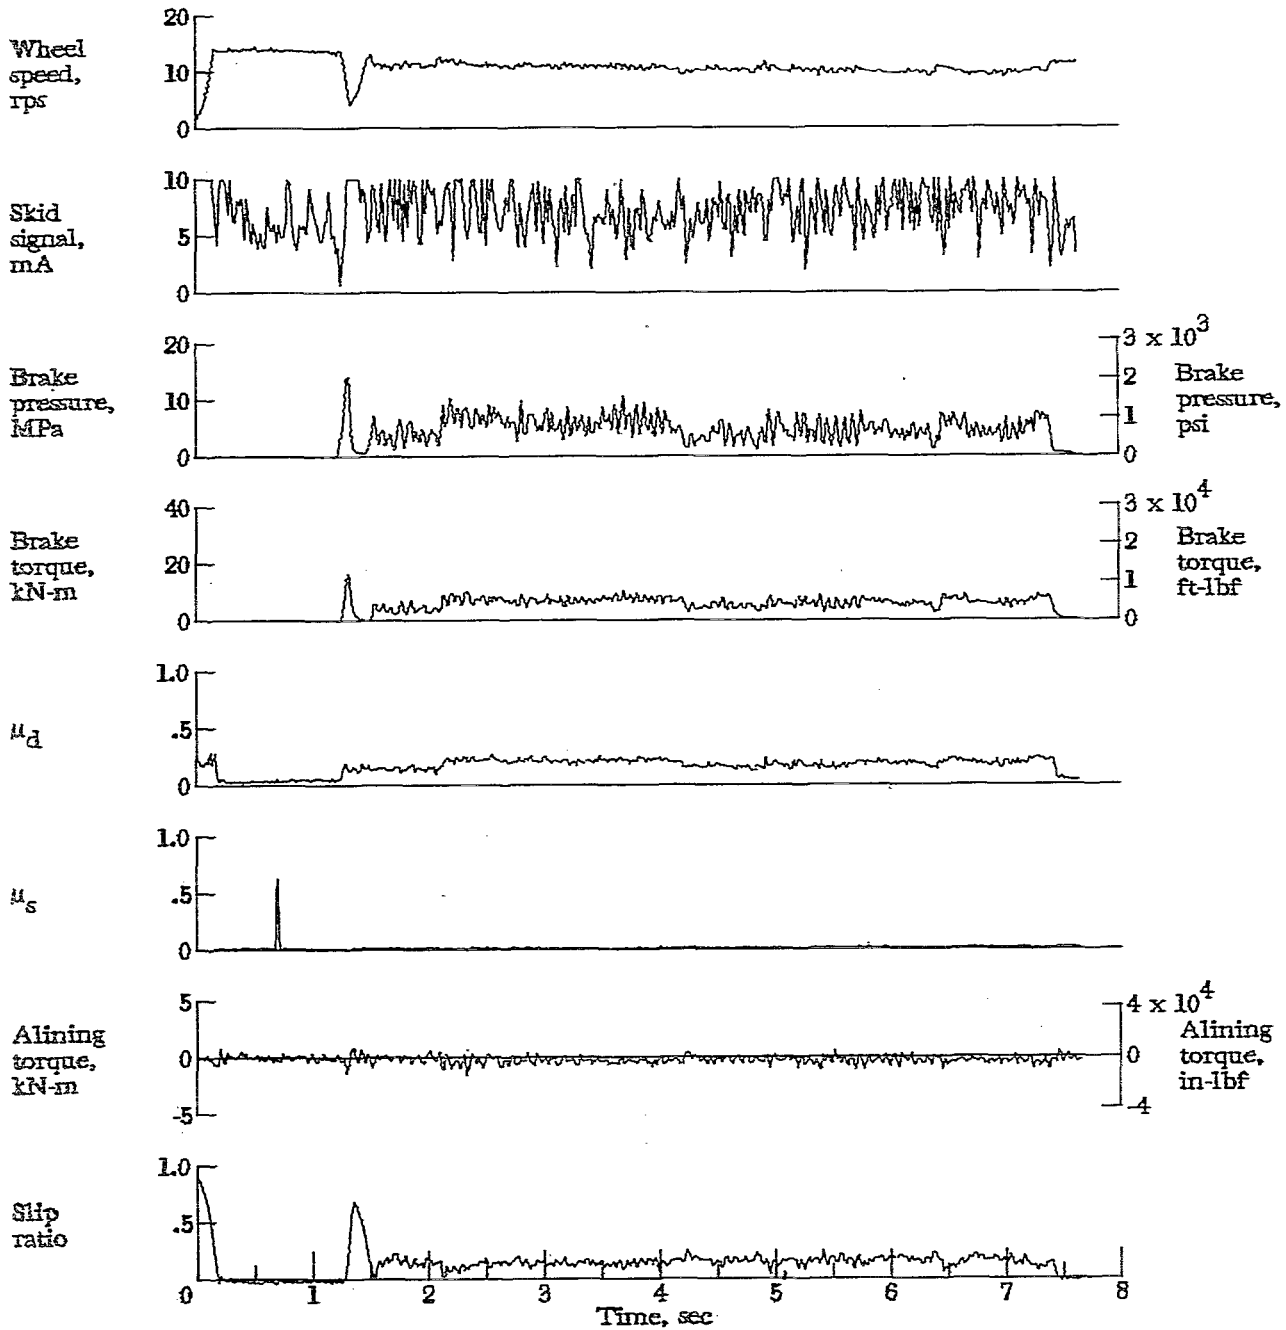 Wheel
speed,
rps
20
10
0
Skid
signal,
mA
10
5
0
Brake
pressure,
MPa
20
10
0
3 x 10^3
2
1
0
Brake
pressure,
psi
Brake
torque,
kN-m
40
20
0
3 x 10^4
2
1
0
Brake
torque,
ft-lbf
μd
1.0
.5
0
μs
1.0
.5
0
Alining
torque,
kN-m
5
0
-5
4 x 10^4
0
-4
Alining
torque,
in-lbf
Slip
ratio
1.0
.5
0 1 2 3 4 5 6 7 8
Time, sec